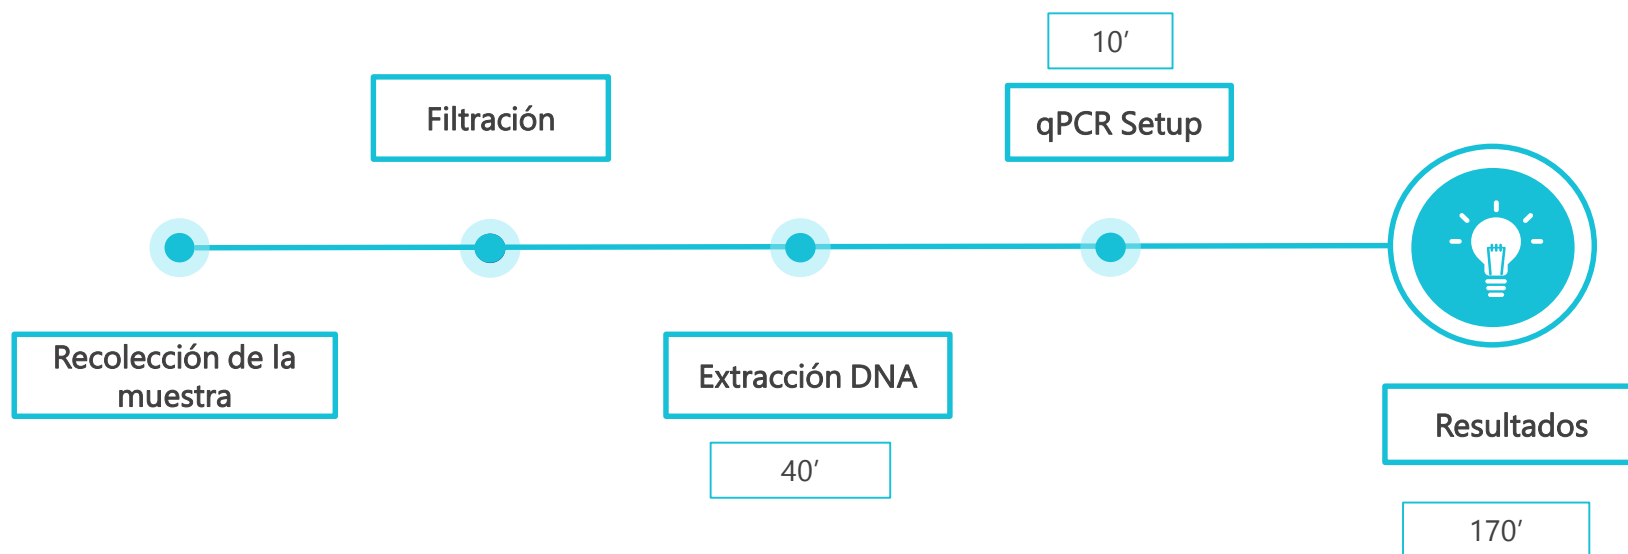 10’
Filtración
qPCR Setup
Recolección de la
muestra
Extracción DNA
40’
Resultados
170’